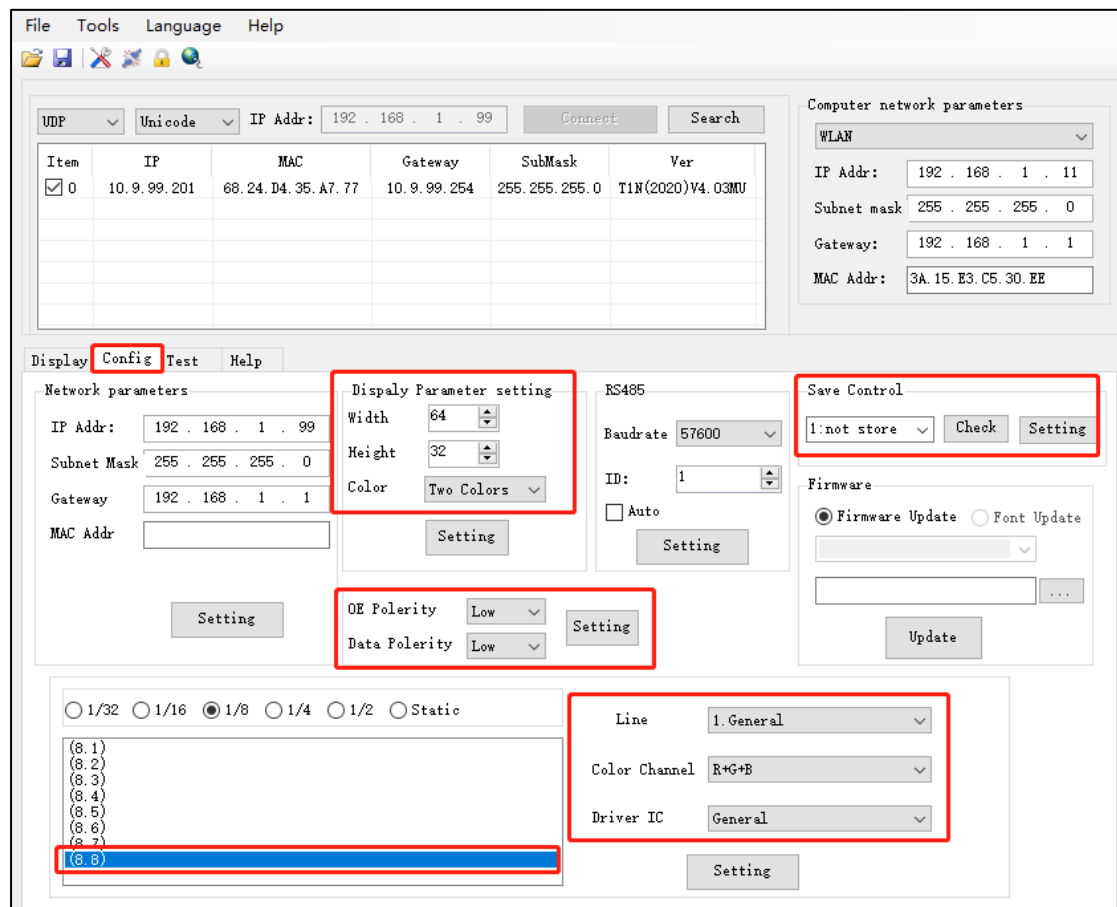 File Tools Language Help
UDP Unicode IP Addr: 192 . 168 . 1 . 99 Connect Search
Item IP MAC Gateway SubMask Ver
0 10.9.99.201 68.24.D4.35.A7.77 10.9.99.254 255.255.255.0 T1N(2020)V4.03MU
Computer network parameters
WLAN
IP Addr: 192 . 168 . 1 . 11
Subnet mask 255 . 255 . 255 . 0
Gateway: 192 . 168 . 1 . 1
MAC Addr: 3A.15.E3.C5.30.EE
Display Config Test Help
Network parameters
IP Addr: 192 . 168 . 1 . 99
Subnet Mask 255 . 255 . 255 . 0
Gateway 192 . 168 . 1 . 1
MAC Addr
Setting
Dispaly Parameter setting
Width 64
Height 32
Color Two Colors
Setting
OE Polerity Low
Data Polerity Low
Setting
RS485
Baudrate 57600
ID: 1
Auto
Setting
Save Control
1:not store Check Setting
Firmware
Firmware Update Font Update
...
Update
1/32 1/16 1/8 1/4 1/2 Static
(8.1)
(8.2)
(8.3)
(8.4)
(8.5)
(8.6)
(8.7)
(8.8)
Line 1.General
Color Channel R+G+B
Driver IC General
Setting